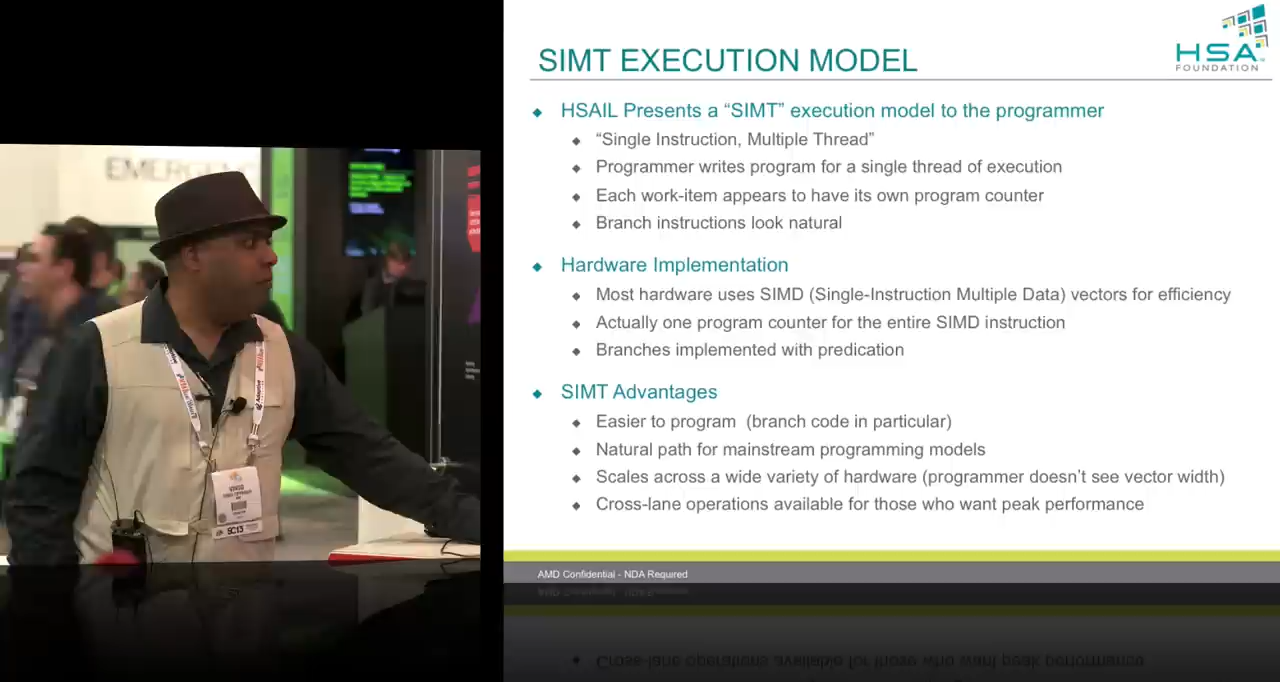 EMERG
SC13
HSA
FOUNDATION
SIMT EXECUTION MODEL
HSAIL Presents a “SIMT” execution model to the programmer
“Single Instruction, Multiple Thread”
Programmer writes program for a single thread of execution
Each work-item appears to have its own program counter
Branch instructions look natural
Hardware Implementation
Most hardware uses SIMD (Single-Instruction Multiple Data) vectors for efficiency
Actually one program counter for the entire SIMD instruction
Branches implemented with predication
SIMT Advantages
Easier to program (branch code in particular)
Natural path for mainstream programming models
Scales across a wide variety of hardware (programmer doesn’t see vector width)
Cross-lane operations available for those who want peak performance
AMD Confidential - NDA Required